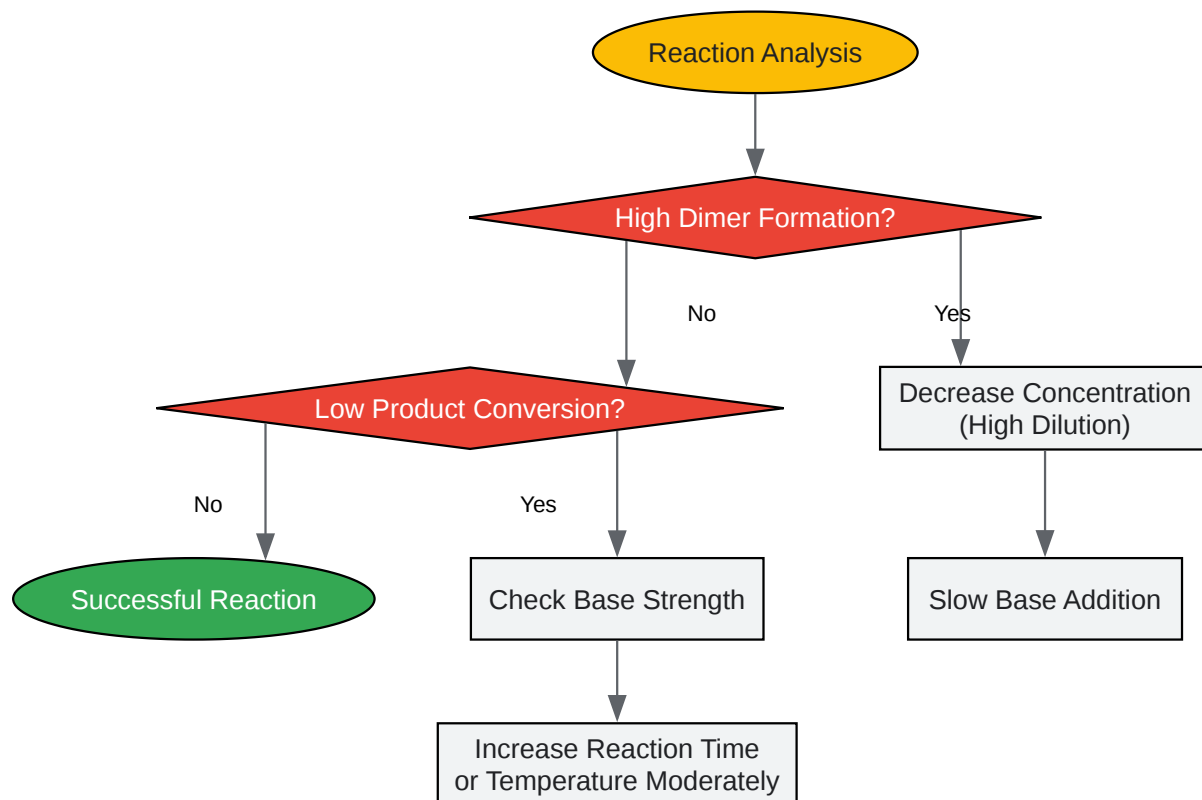 Reaction Analysis
High Dimer Formation?
No
Yes
Low Product Conversion?
Decrease Concentration
(High Dilution)
No
Yes
Successful Reaction
Check Base Strength
Slow Base Addition
Increase Reaction Time
or Temperature Moderately